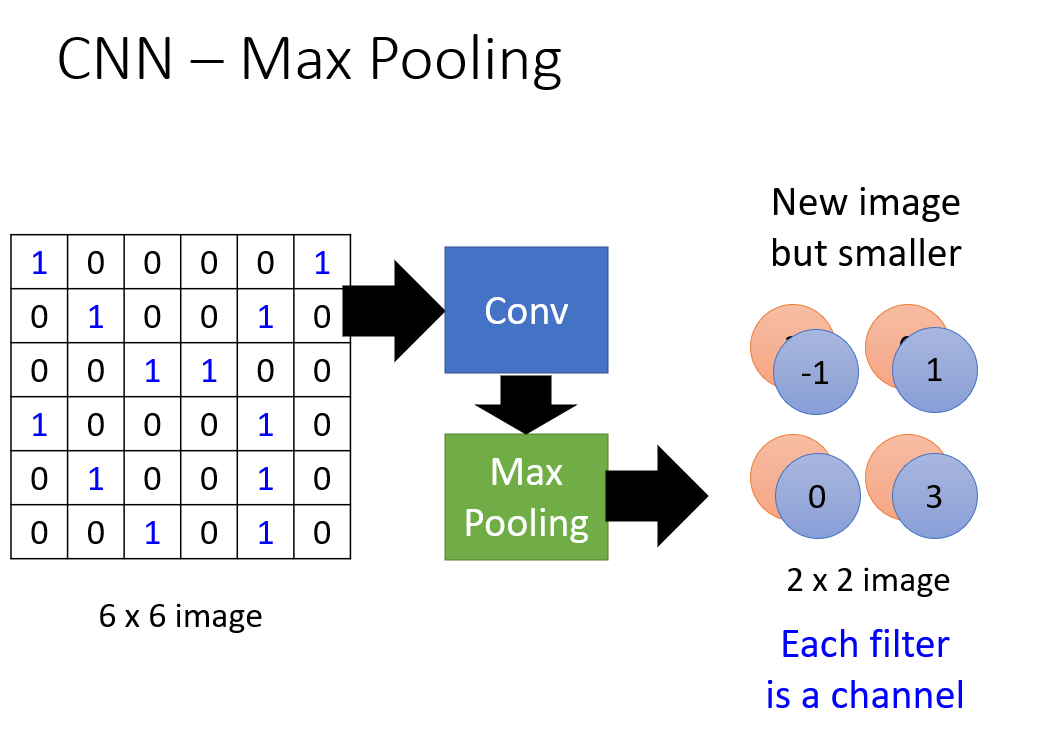 CNN – Max Pooling
1 0 0 0 0 1
0 1 0 0 1 0
0 0 1 1 0 0
1 0 0 0 1 0
0 1 0 0 1 0
0 0 1 0 1 0
6 x 6 image
Conv
Max
Pooling
New image
but smaller
-1 1
0 3
2 x 2 image
Each filter
is a channel